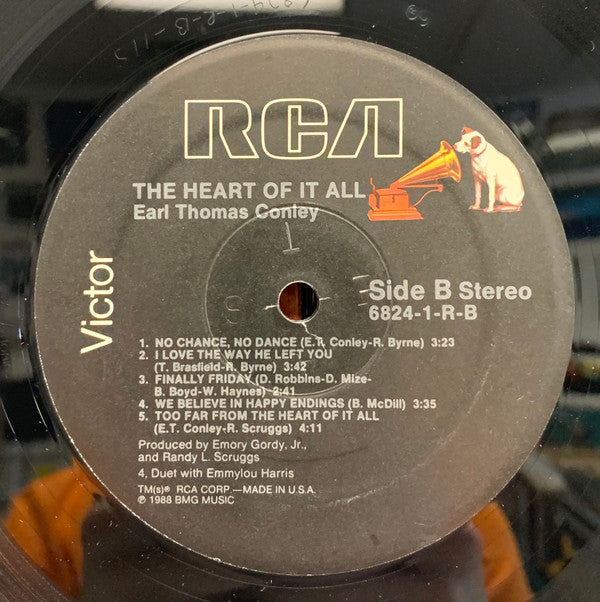 RCA
THE HEART OF IT ALL
Earl Thomas Conley
Victor
Side B Stereo
6824-1-R-B
1. NO CHANCE, NO DANCE (E.T. Conley-R. Byrne) 3:23
2. I LOVE THE WAY HE LEFT YOU
(T. Brasfield-R. Byrne) 3:42
3. FINALLY FRIDAY (D. Robbins-D. Mize-
B. Boyd-W. Haynes) 2:41
4. WE BELIEVE IN HAPPY ENDINGS (B. McDill) 3:35
5. TOO FAR FROM THE HEART OF IT ALL
(E.T. Conley-R. Scruggs) 4:11
Produced by Emory Gordy, Jr.,
and Randy L. Scruggs
4, Duet with Emmylou Harris
TM(s)® RCA CORP.—MADE IN U.S.A.
℗ 1988 BMG MUSIC